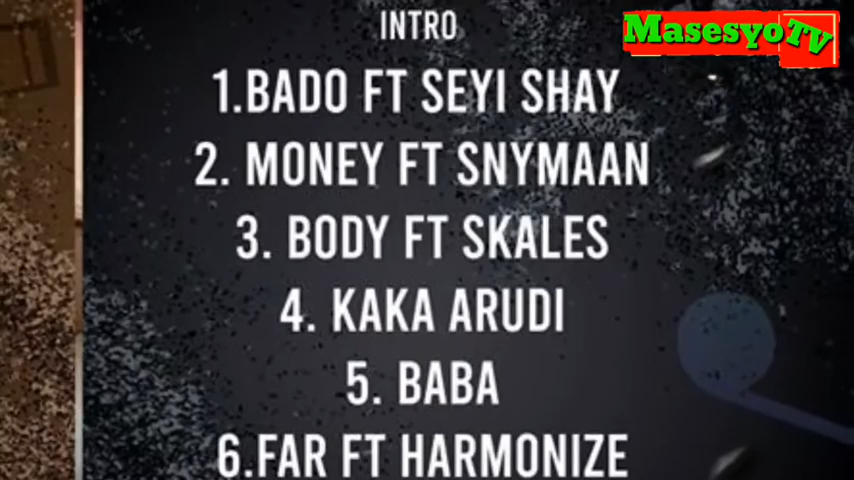 INTRO
MasesyoTV
1.BADO FT SEYI SHAY
2. MONEY FT SNYMAAN
3. BODY FT SKALES
4. KAKA ARUDI
5. BABA
6.FAR FT HARMONIZE